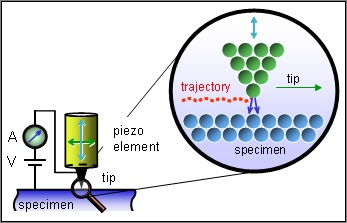 tip
trajectory
specimen
A
V
piezo
element
tip
specimen